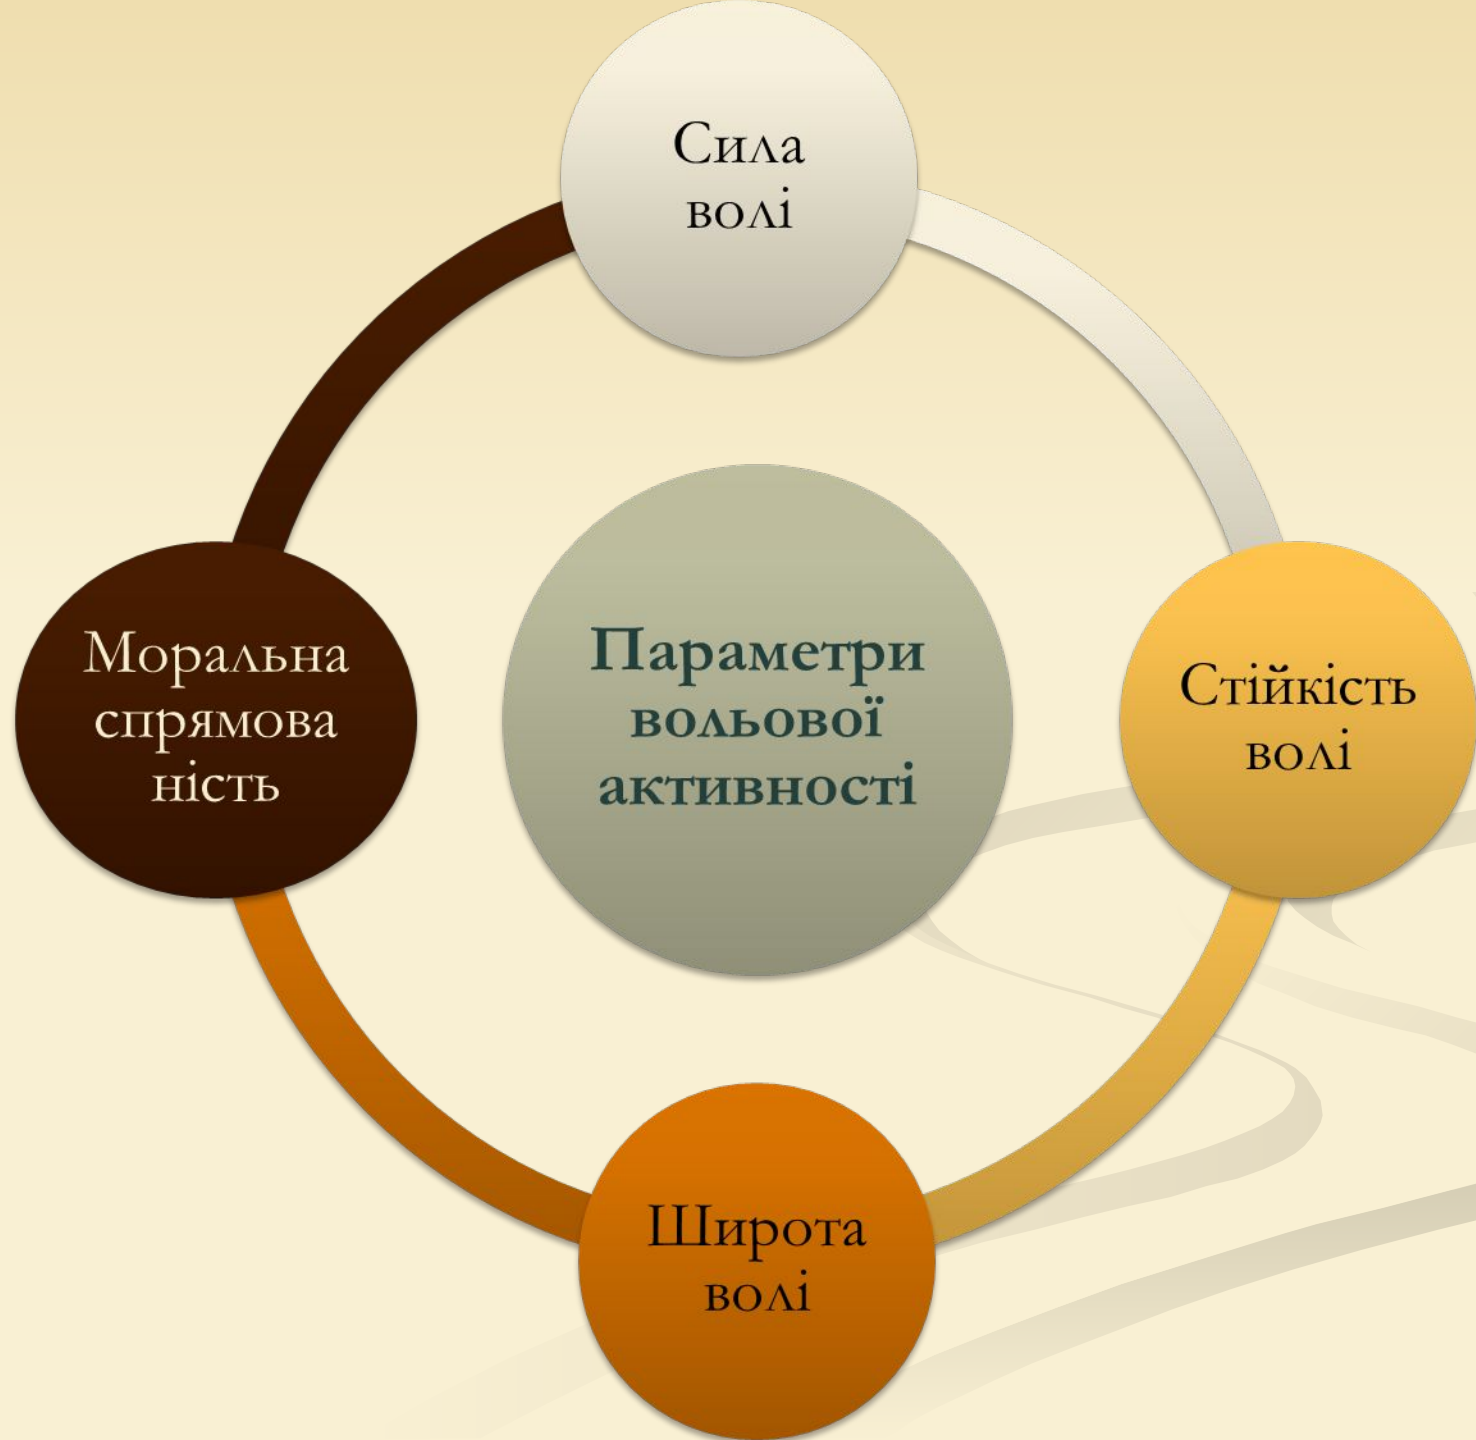 Сила
волі
Моральна
спрямова
ність
Параметри
вольової
активності
Стійкість
волі
Широта
волі